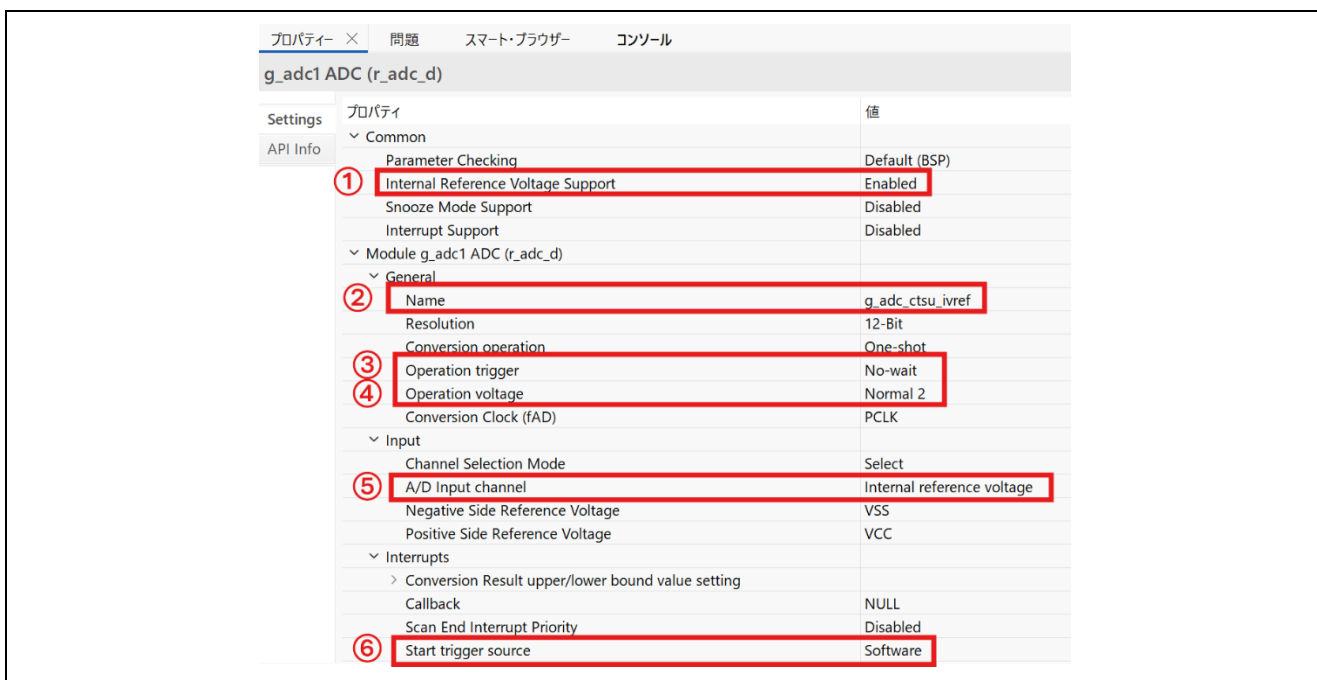 プロパティー × 問題 スマート・ブラウザー コンソール
g_adc1 ADC (r_adc_d)
Settings
API Info
プロパティ 値
Common
Parameter Checking Default (BSP)
① Internal Reference Voltage Support Enabled
Snooze Mode Support Disabled
Interrupt Support Disabled
Module g_adc1 ADC (r_adc_d)
General
② Name g_adc_ctsu_ivref
Resolution 12-Bit
Conversion operation One-shot
③ Operation trigger No-wait
④ Operation voltage Normal 2
Conversion Clock (fAD) PCLK
Input
Channel Selection Mode Select
⑤ A/D Input channel Internal reference voltage
Negative Side Reference Voltage VSS
Positive Side Reference Voltage VCC
Interrupts
Conversion Result upper/lower bound value setting
Callback NULL
Scan End Interrupt Priority Disabled
⑥ Start trigger source Software